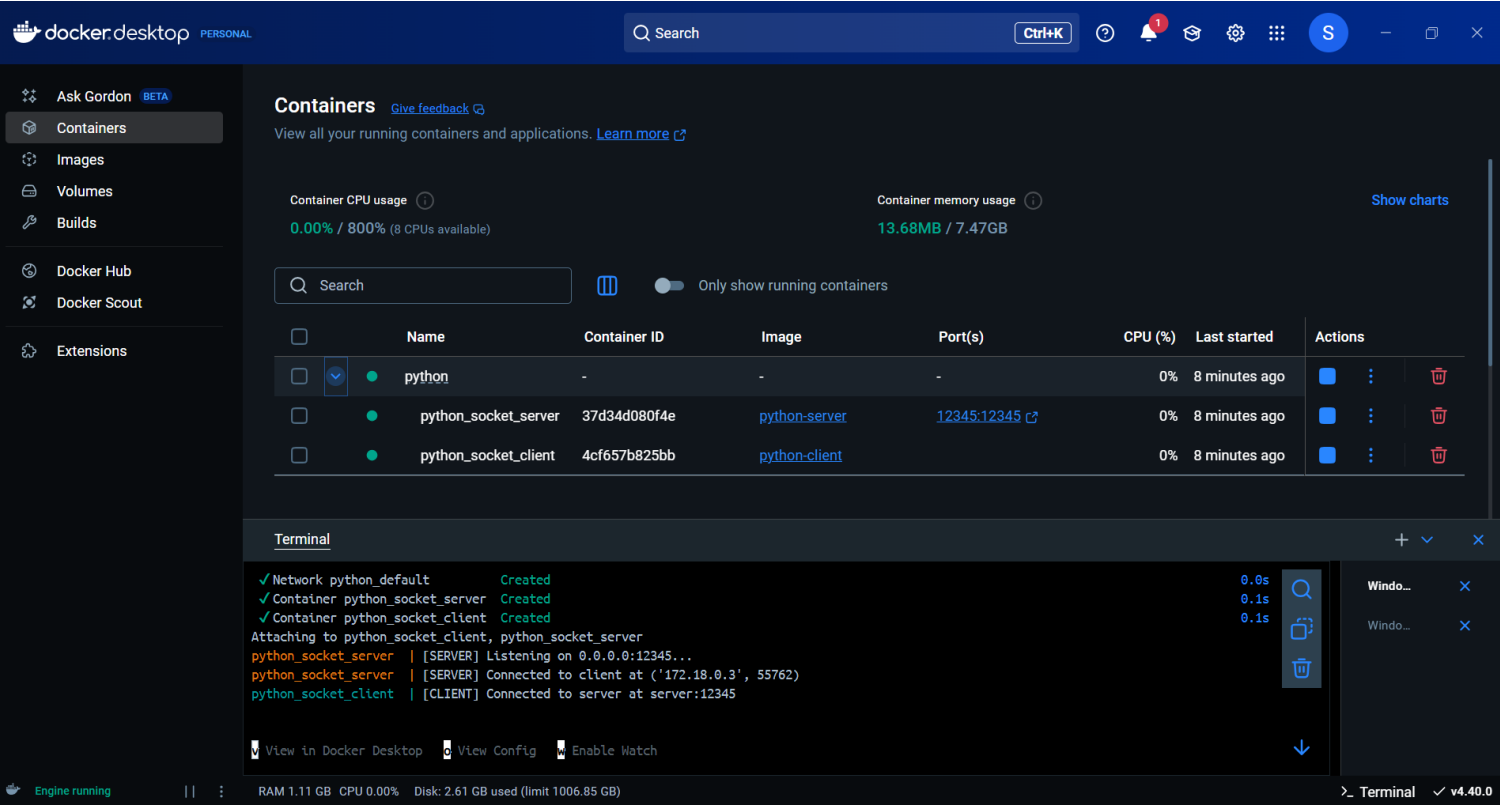 docker.desktop PERSONAL Search Ctrl+K 1 S
Ask Gordon BETA
Containers
Images
Volumes
Builds
Docker Hub
Docker Scout
Extensions
Containers Give feedback
View all your running containers and applications. Learn more
Container CPU usage Container memory usage Show charts
0.00% / 800% (8 CPUs available) 13.68MB / 7.47GB
Search Only show running containers
Name Container ID Image Port(s) CPU (%) Last started Actions
python - - - 0% 8 minutes ago
python_socket_server 37d34d080f4e python-server 12345:12345 0% 8 minutes ago
python_socket_client 4cf657b825bb python-client 0% 8 minutes ago
Terminal
✓Network python_default Created 0.0s
✓Container python_socket_server Created 0.1s
✓Container python_socket_client Created 0.1s
Attaching to python_socket_client, python_socket_server
python_socket_server | [SERVER] Listening on 0.0.0.0:12345...
python_socket_server | [SERVER] Connected to client at ('172.18.0.3', 55762)
python_socket_client | [CLIENT] Connected to server at server:12345
v View in Docker Desktop o View Config w Enable Watch
Windo...
Windo...
Engine running RAM 1.11 GB CPU 0.00% Disk: 2.61 GB used (limit 1006.85 GB) >_ Terminal ✓ v4.40.0